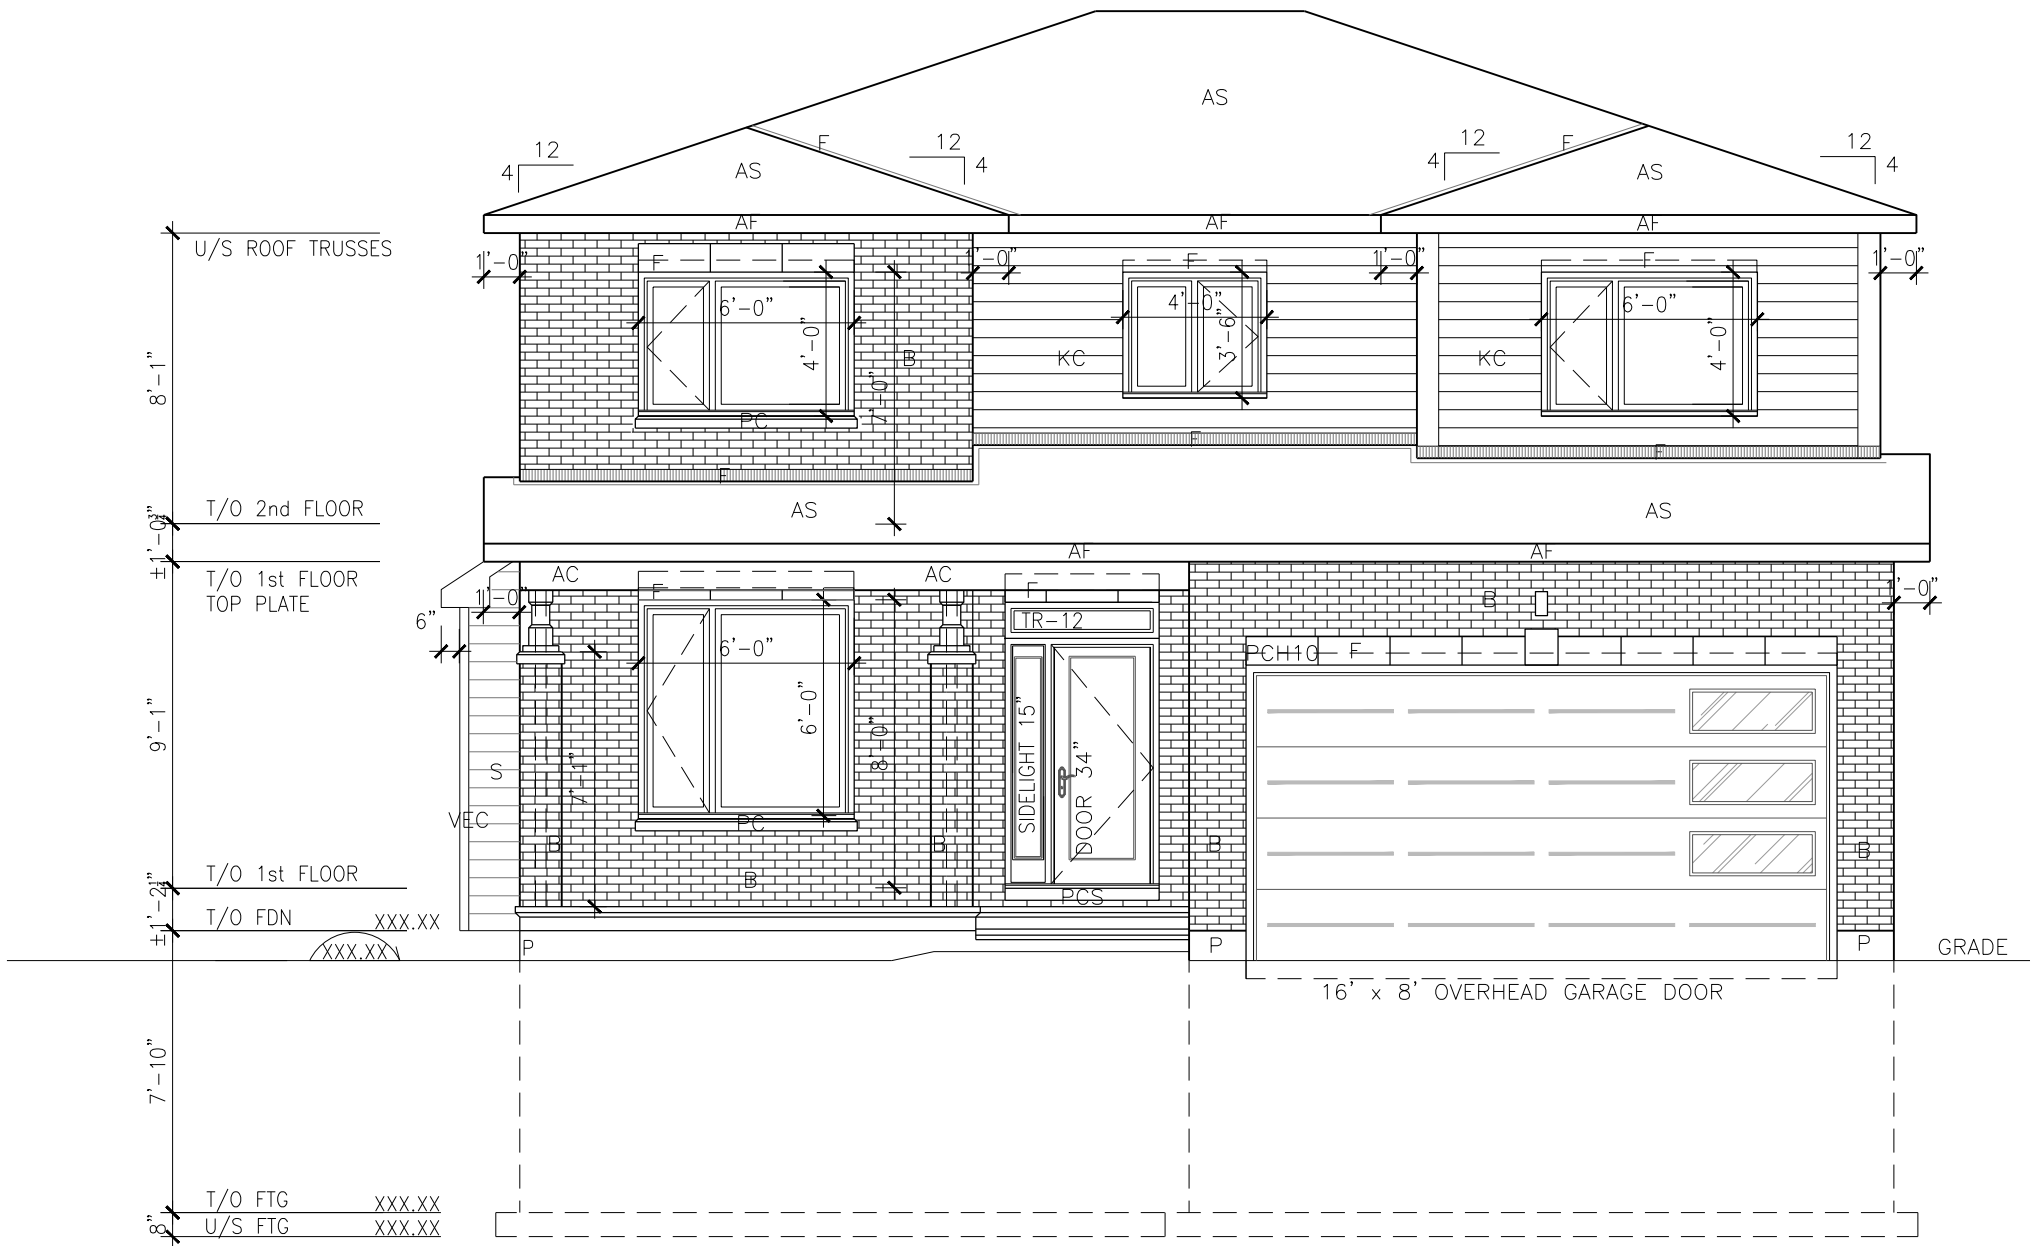 AS
12
4
F
12
4
AS
12
4
F
12
4
AS
AF
AF
AF
U/S ROOF TRUSSES
1'-0"
F
1'-0"
F
1'-0"
F
1'-0"
6'-0"
4'-0"
B
7'-0"
KC
4'-0"
3'-6"
KC
6'-0"
4'-0"
8'-1"
PC
F
F
F
T/O 2nd FLOOR
AS
AS
AF
AF
T/O 1st FLOOR
TOP PLATE
AC
AC
6"
1'-0"
F
F
B
1'-0"
TR-12
6'-0"
PCH10
F
6'-0"
8'-0"
7'-1"
SIDELIGHT 15"
DOOR 34"
9'-1"
S
VEC
PC
B
B
B
B
B
T/O 1st FLOOR
PCS
T/O FDN XXX.XX
XXX.XX
P
P
P
GRADE
16' x 8' OVERHEAD GARAGE DOOR
7'-10"
T/O FTG XXX.XX
8"
U/S FTG XXX.XX